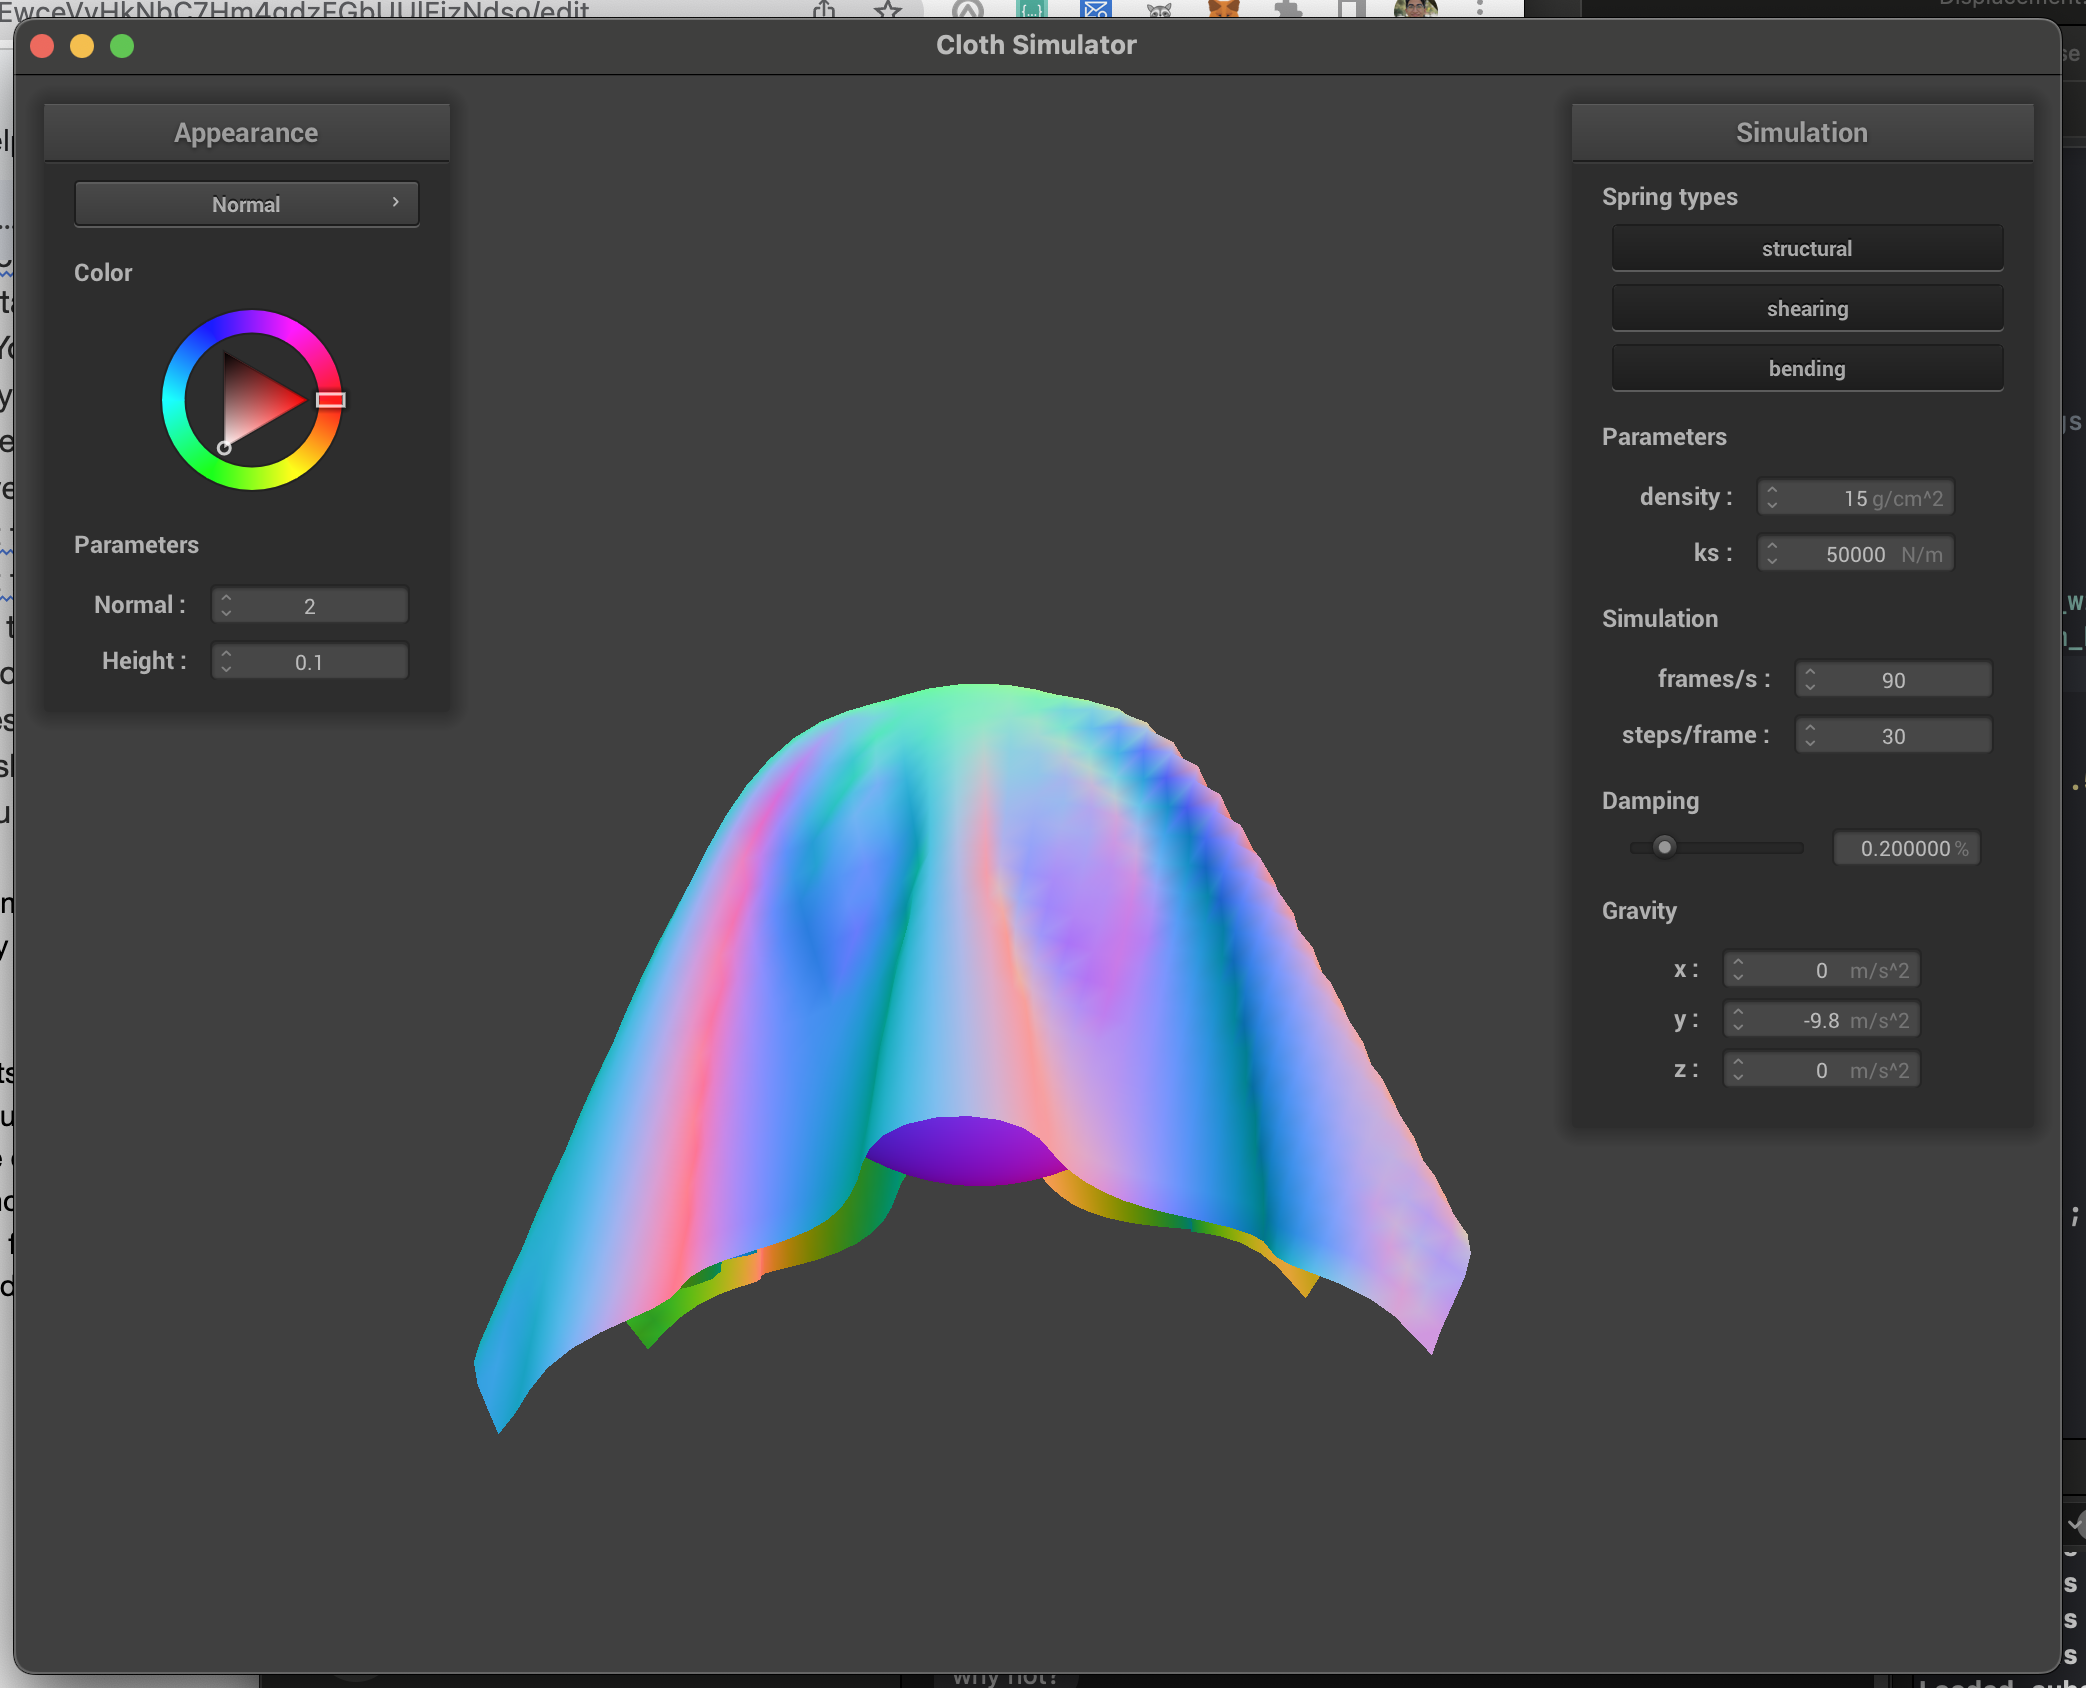 Cloth Simulator
Appearance
Normal
Color
Parameters
Normal : 2
Height : 0.1
Simulation
Spring types
structural
shearing
bending
Parameters
density : 15 g/cm^2
ks : 50000 N/m
Simulation
frames/s : 90
steps/frame : 30
Damping
0.200000 %
Gravity
x : 0 m/s^2
y : -9.8 m/s^2
z : 0 m/s^2
why not?